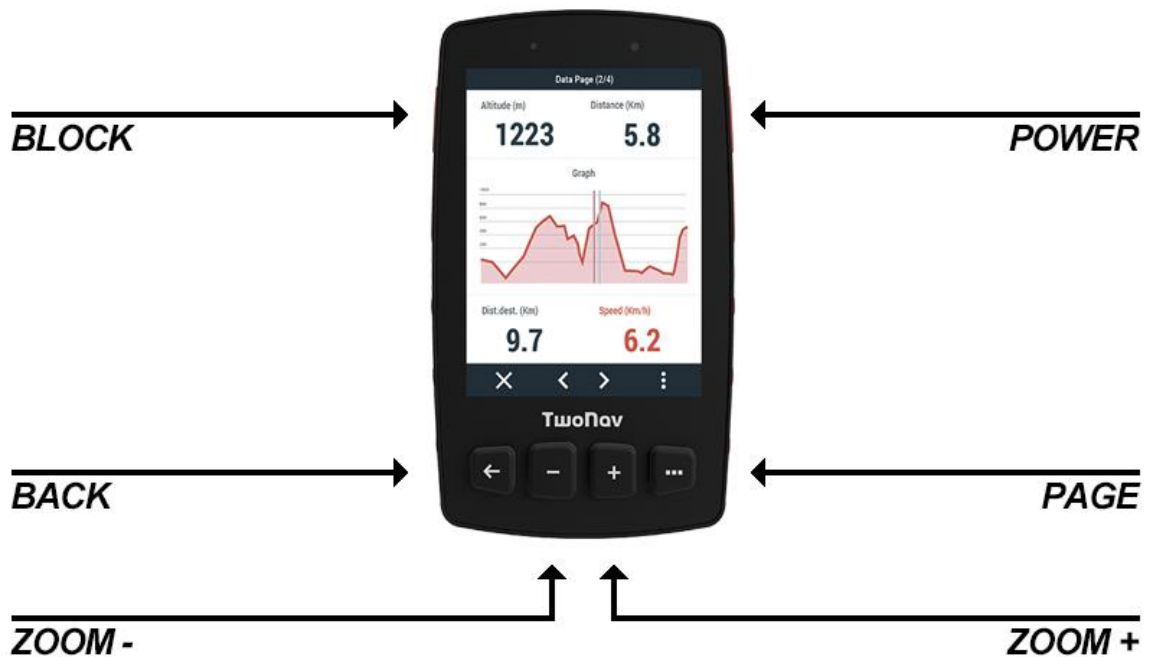 Data Page (2/4)
Altitude (m) Distance (Km)
1223 5.8
BLOCK
POWER
Graph
Dist.dest. (Km) Speed (Km/h)
9.7 6.2
TwoNav
BACK
PAGE
ZOOM -
ZOOM +